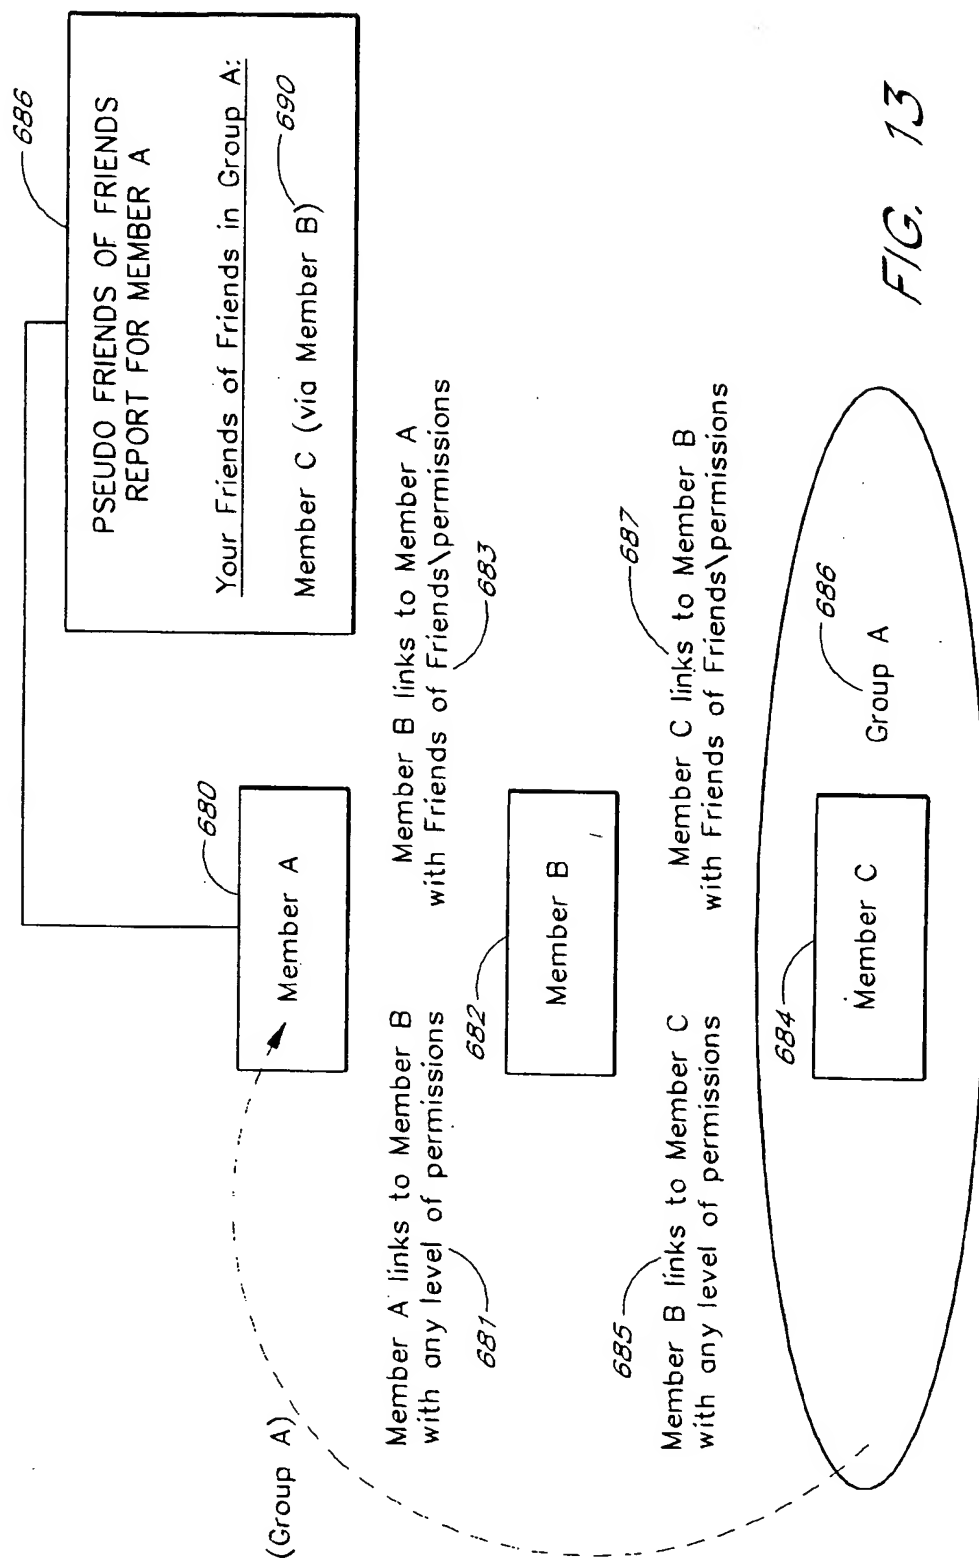 686
PSEUDO FRIENDS OF FRIENDS
REPORT FOR MEMBER A
Your Friends of Friends in Group A:
Member C (via Member B)
690
(Group A)
680
Member A
Member A links to Member B
with any level of permissions
681
Member B links to Member A
with Friends of Friends\permissions
683
682
Member B
685
Member B links to Member C
with any level of permissions
687
Member C links to Member B
with Friends of Friends\permissions
684
Member C
686
Group A
FIG. 13